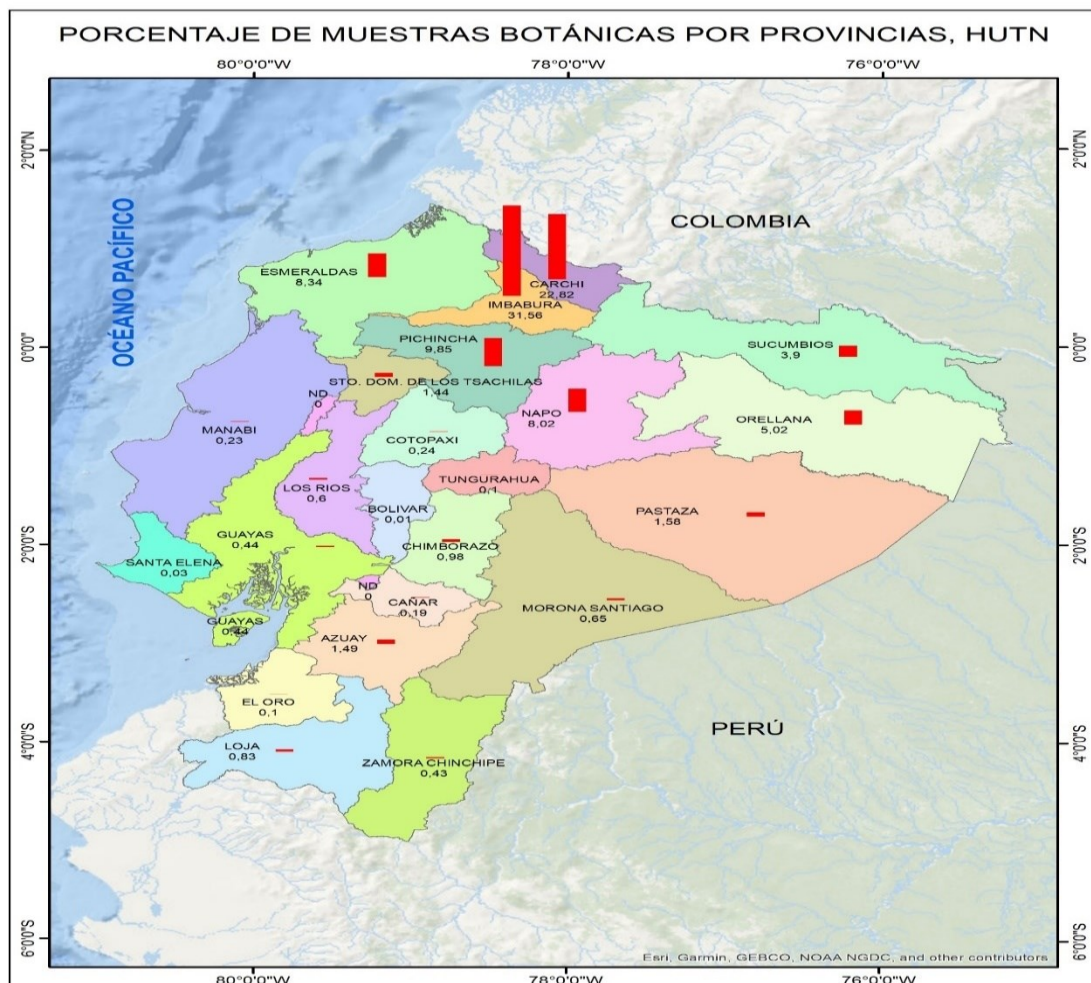 PORCENTAJE DE MUESTRAS BOTÁNICAS POR PROVINCIAS, HUTN
80°0'0"W
78°0'0"W
76°0'0"W
2°0'0"N
2°0'0"N
COLOMBIA
OCÉANO PACÍFICO
ESMERALDAS
8,34
CARCHI
22,82
IMBABURA
31,56
PICHINCHA
9,85
SUCUMBIOS
3,9
0°0'0"
0°0'0"
STO. DOM. DE LOS TSACHILAS
1,44
ND
0
NAPO
8,02
ORELLANA
5,02
MANABI
0,23
COTOPAXI
0,24
TUNGURAHUA
0,1
LOS RIOS
0,6
BOLIVAR
0,01
PASTAZA
1,58
GUAYAS
0,44
CHIMBORAZO
0,98
2°0'0"S
2°0'0"S
SANTA ELENA
0,03
ND
0
CAÑAR
0,19
MORONA SANTIAGO
0,65
GUAYAS
0,44
AZUAY
1,49
EL ORO
0,1
PERÚ
4°0'0"S
4°0'0"S
LOJA
0,83
ZAMORA CHINCHIPE
0,43
6°0'0"S
6°0'0"S
Esri, Garmin, GEBCO, NOAA NGDC, and other contributors
80°0'0"W
78°0'0"W
76°0'0"W